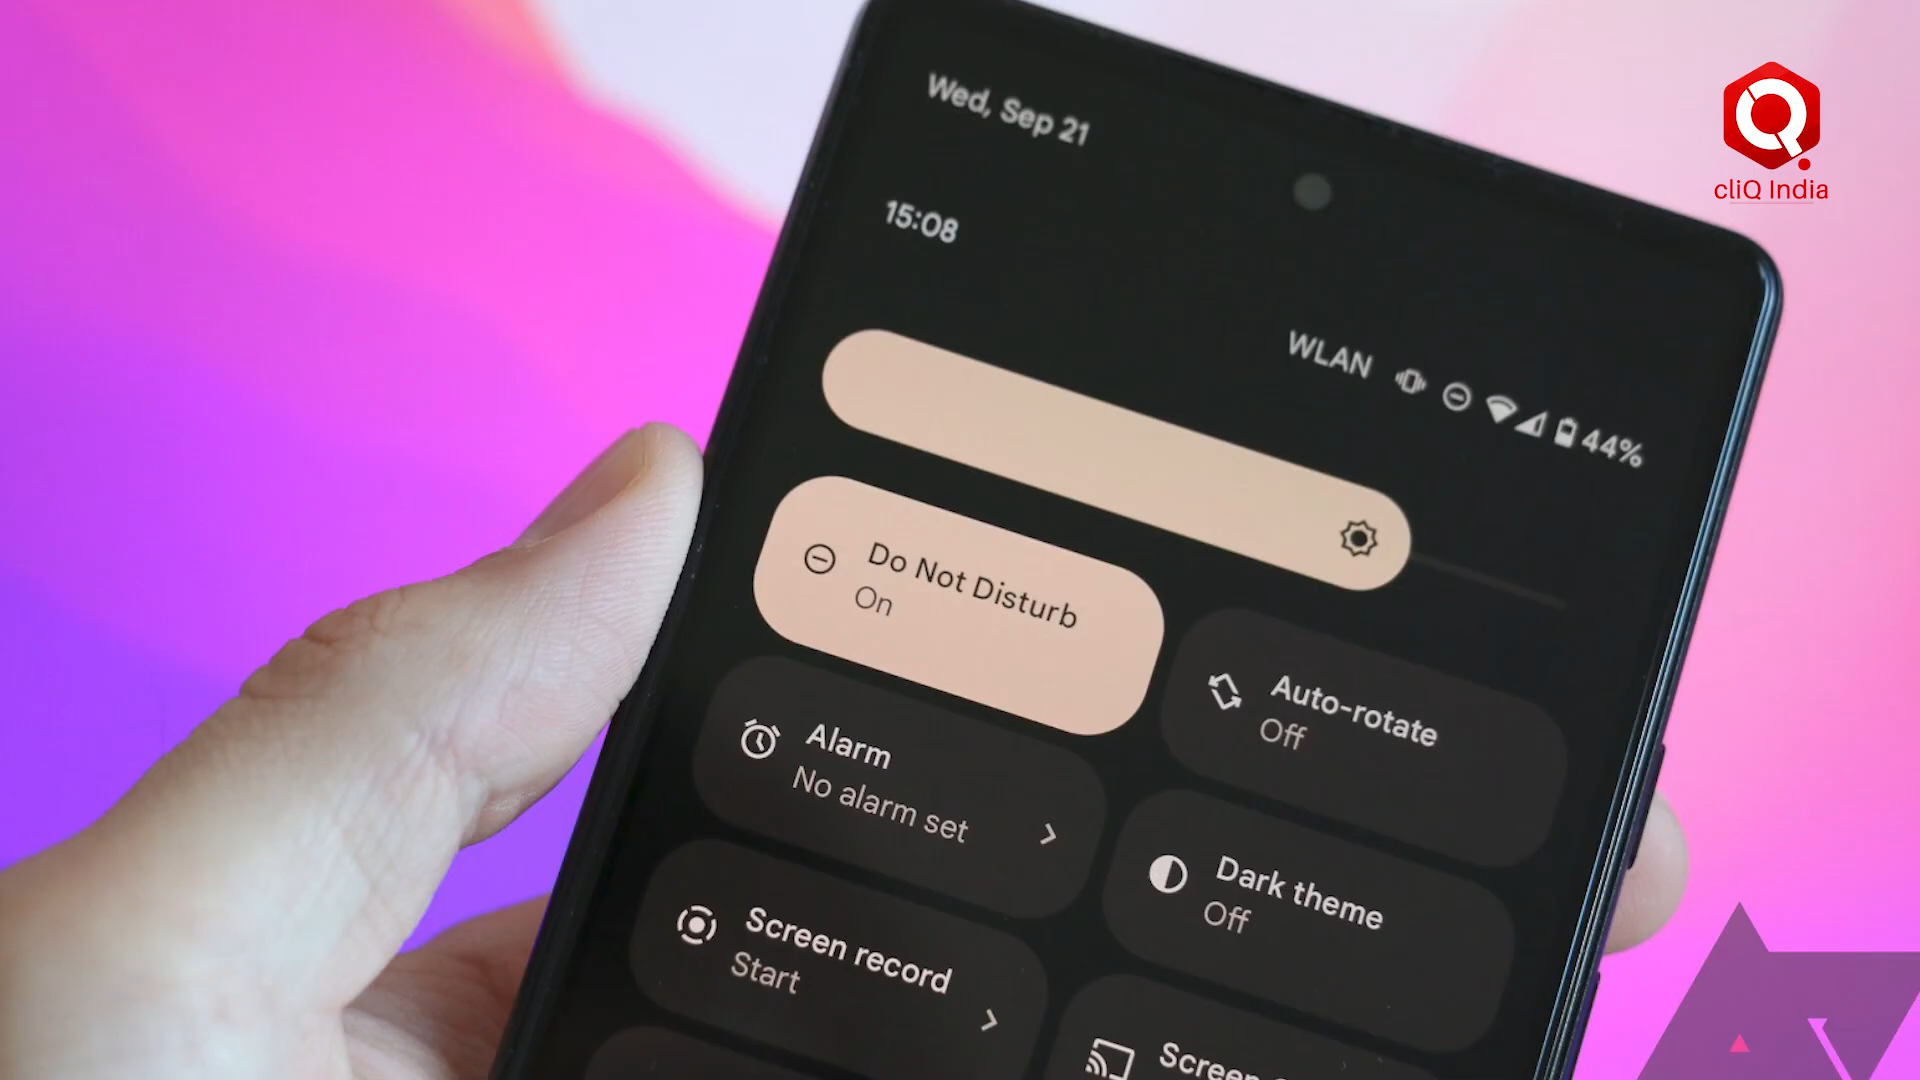 Wed, Sep 21
15:08
WLAN 44%
Do Not Disturb
On
Auto-rotate
Off
Alarm
No alarm set
Dark theme
Off
Screen record
Start
Screen
cliQ India